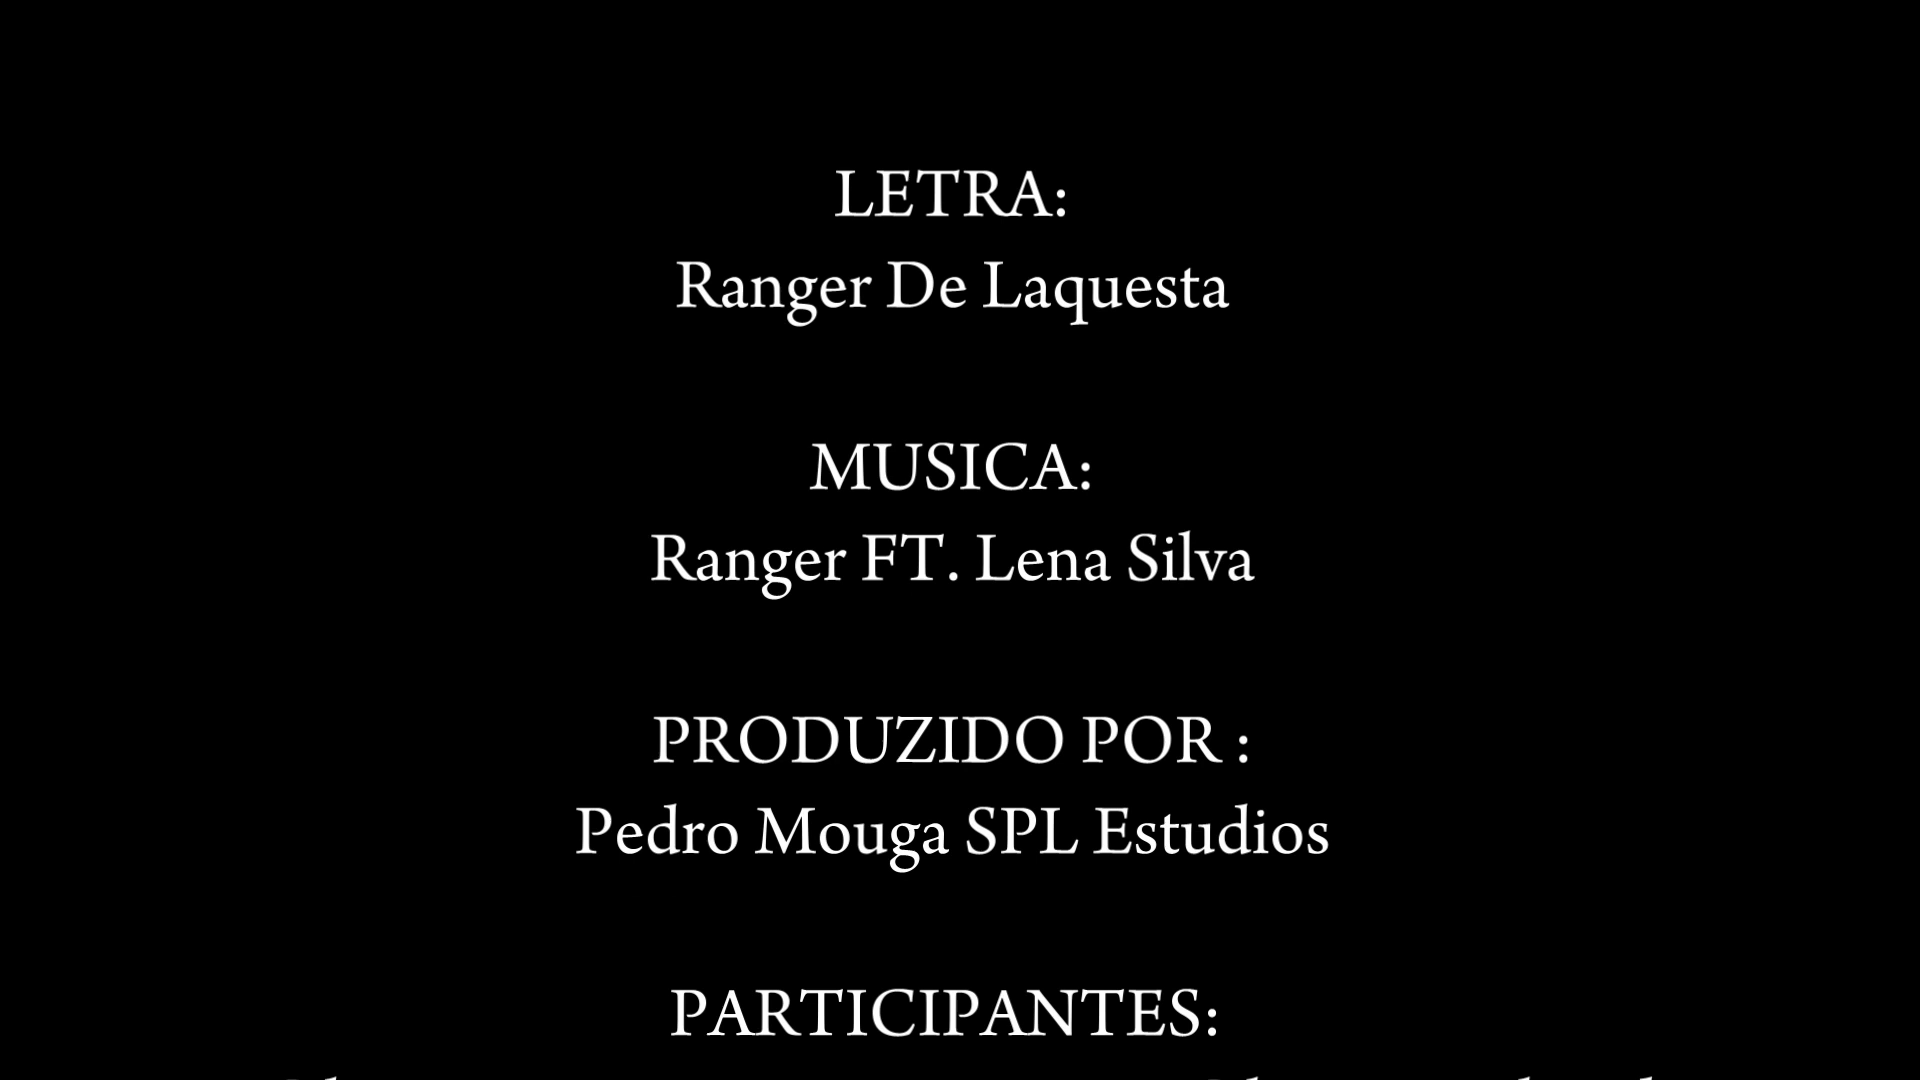 LETRA:
Ranger De Laquesta
MUSICA:
Ranger FT. Lena Silva
PRODUZIDO POR :
Pedro Mouga SPL Estudios
PARTICIPANTES: